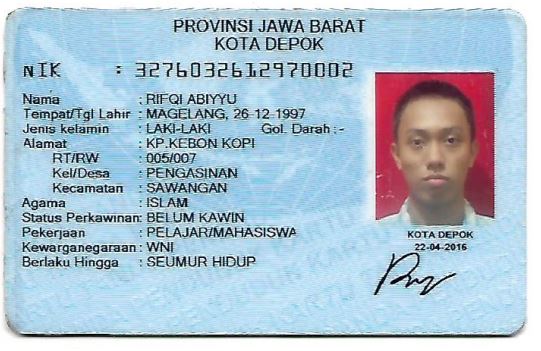 PROVINSI JAWA BARAT
KOTA DEPOK
NIK : 3276032612970002
Nama : RIFQI ABIYYU
Tempat/Tgl Lahir : MAGELANG, 26-12-1997
Jenis kelamin : LAKI-LAKI Gol. Darah :-
Alamat : KP.KEBON KOPI
RT/RW : 005/007
Kel/Desa : PENGASINAN
Kecamatan : SAWANGAN
Agama : ISLAM
Status Perkawinan: BELUM KAWIN
Pekerjaan : PELAJAR/MAHASISWA
Kewarganegaraan : WNI
Berlaku Hingga : SEUMUR HIDUP
KOTA DEPOK
22-04-2016